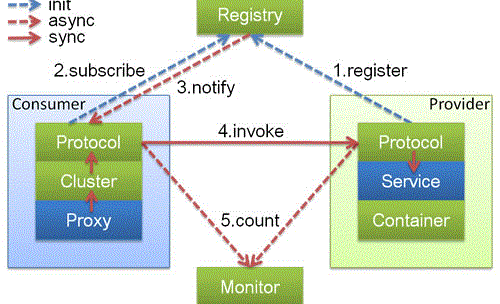 init
async
sync
Registry
2.subscribe
3.notify
1.register
Consumer
Provider
Protocol
4.invoke
Protocol
Cluster
Service
Proxy
5.count
Container
Monitor